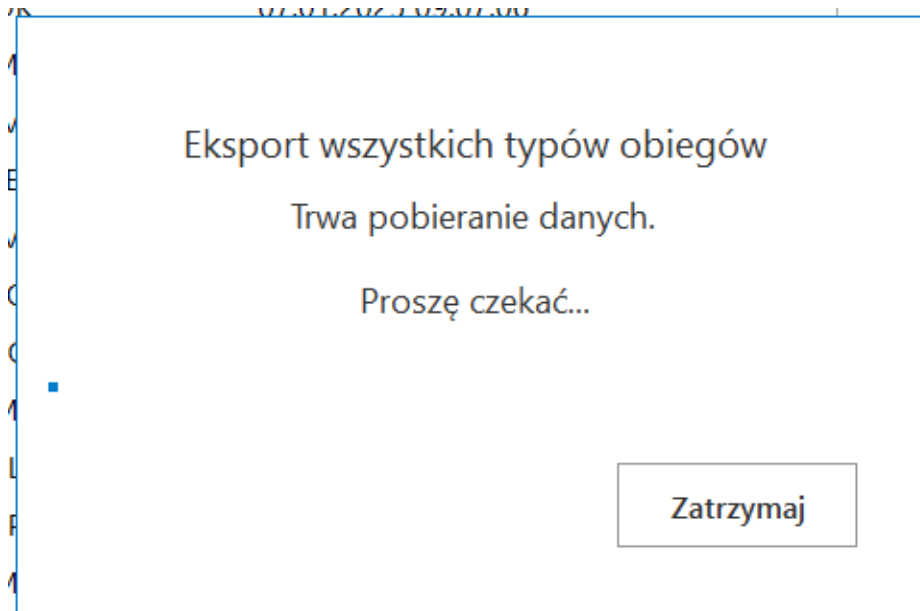 Eksport wszystkich typów obiegów
Trwa pobieranie danych.
Proszę czekać...
Zatrzymaj